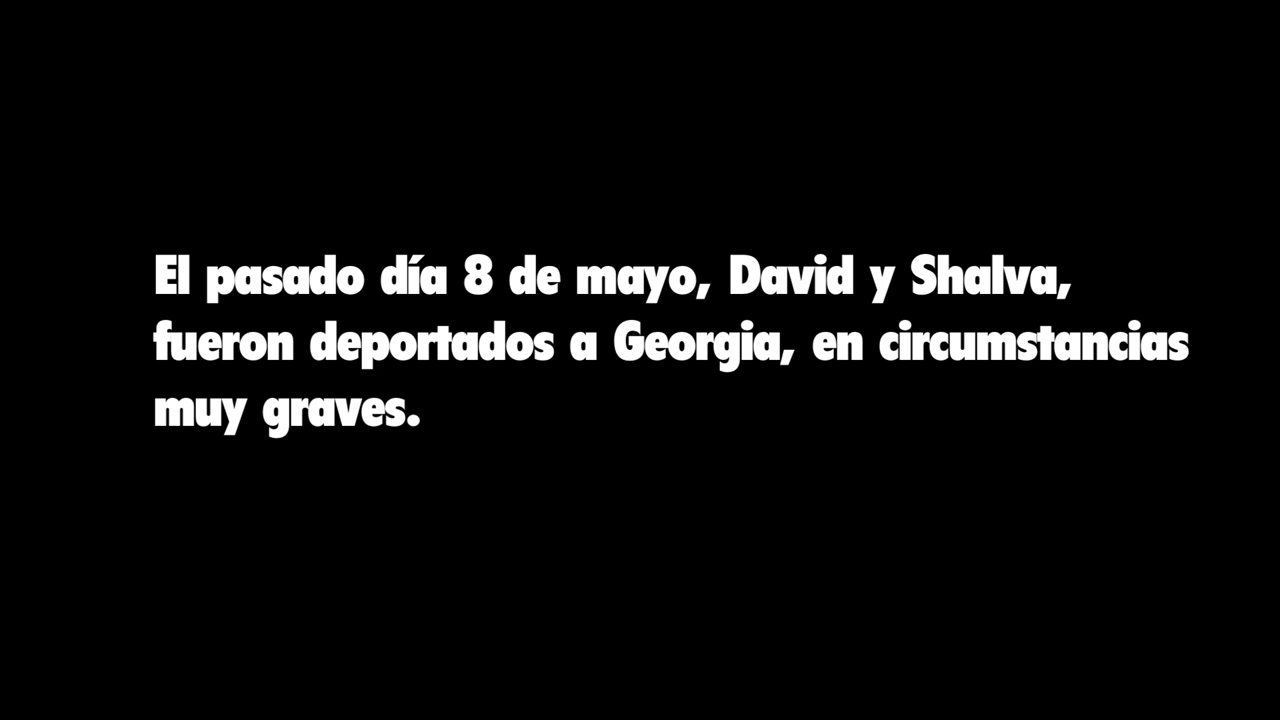 El pasado día 8 de mayo, David y Shalva,
fueron deportados a Georgia, en circumstancias
muy graves.